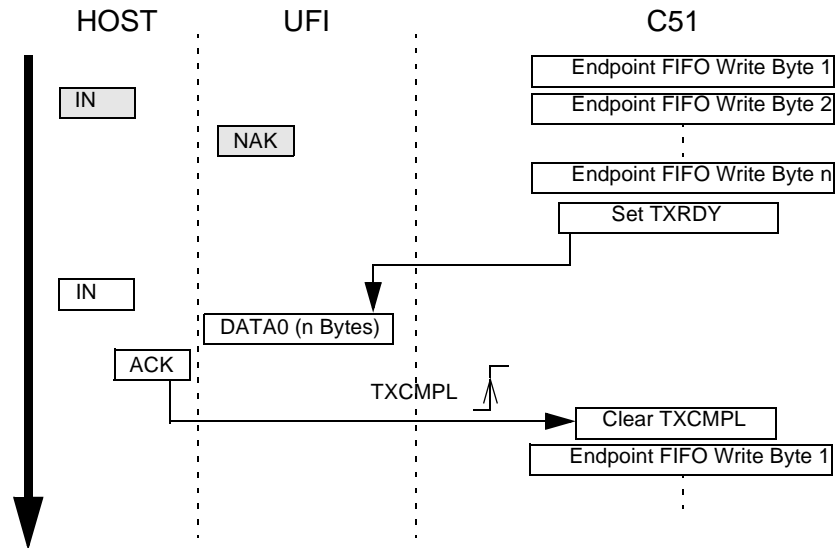 HOST UFI C51
Endpoint FIFO Write Byte 1
IN
Endpoint FIFO Write Byte 2
NAK
Endpoint FIFO Write Byte n
Set TXRDY
IN
DATA0 (n Bytes)
ACK
TXCMPL
Clear TXCMPL
Endpoint FIFO Write Byte 1